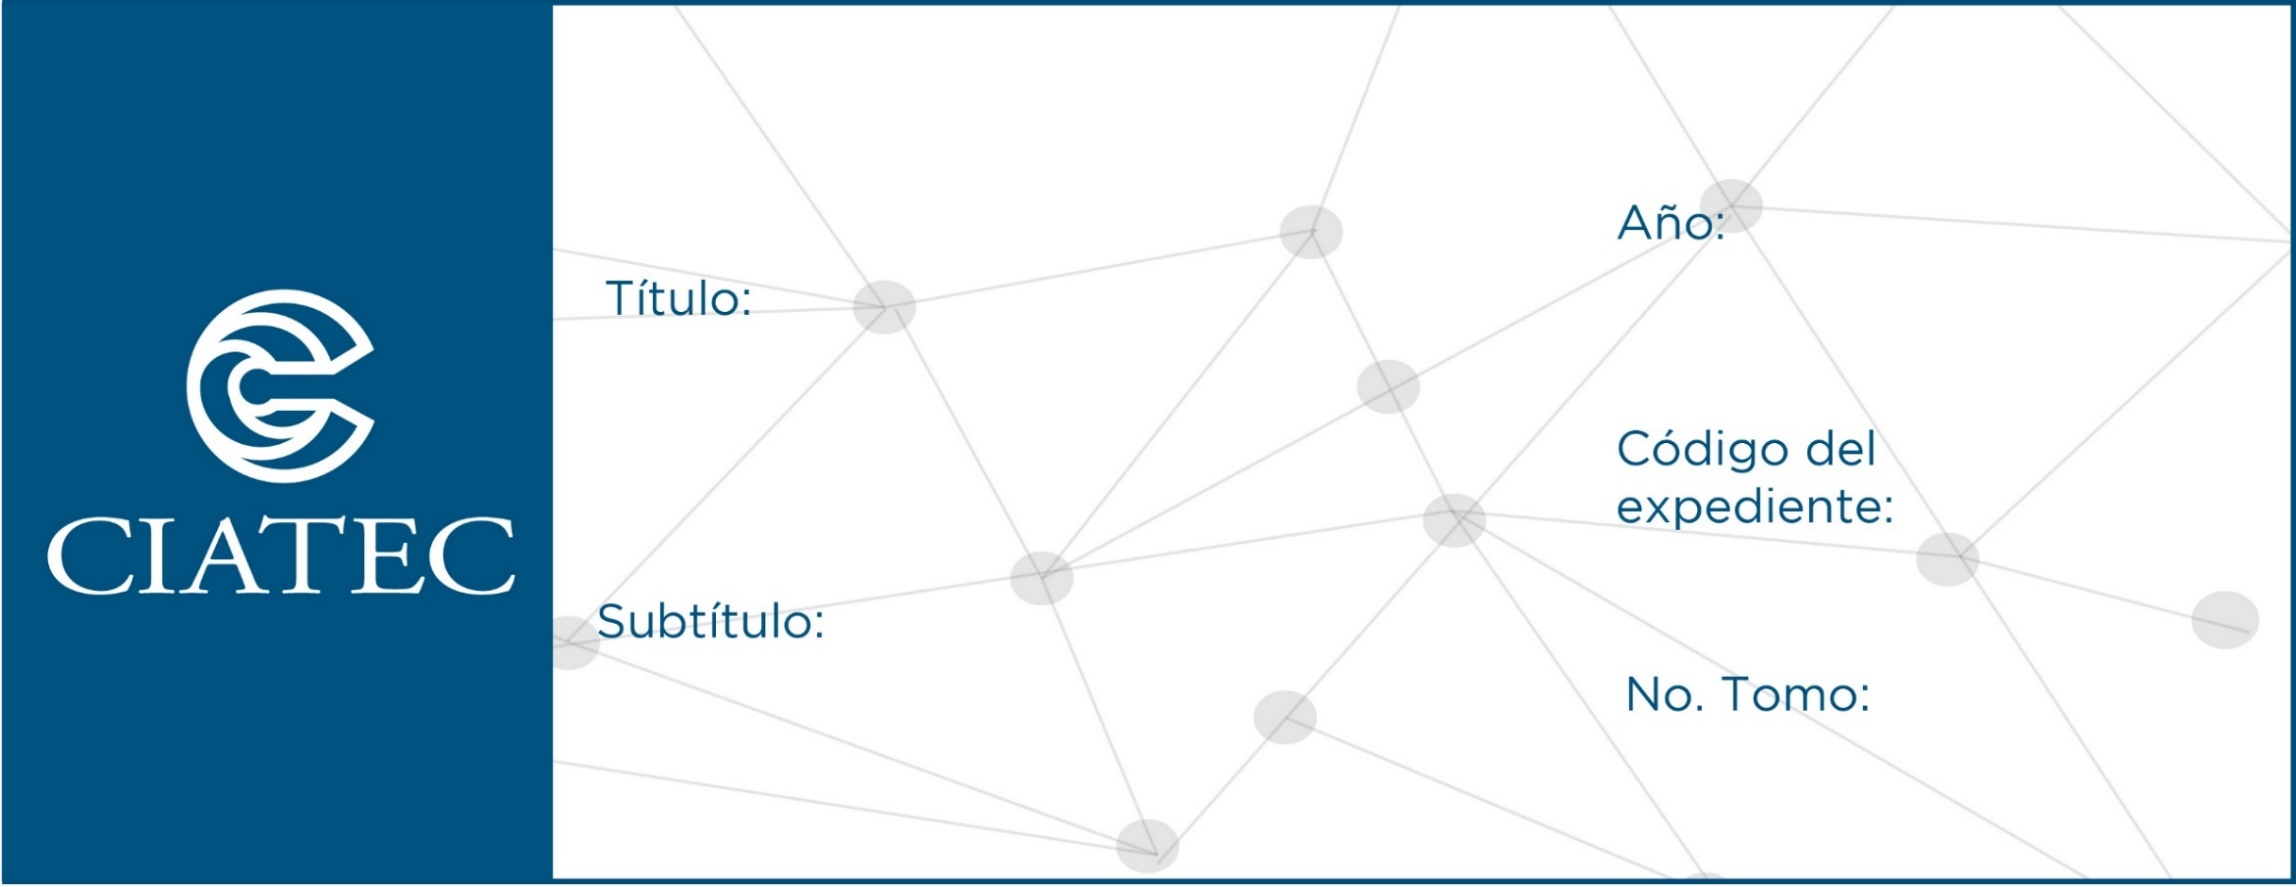 CIATEC
Título:
Subtítulo:
Año:
Código del
expediente:
No. Tomo: